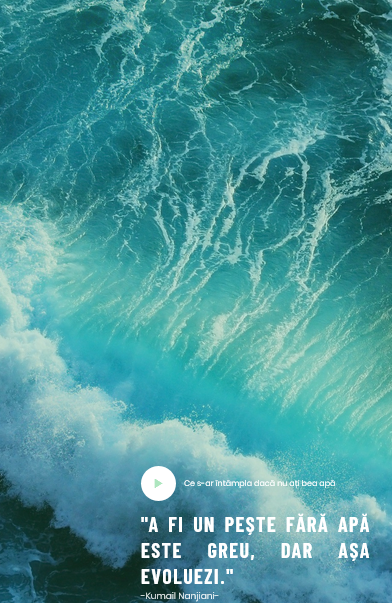 Ce s-ar întâmpla dacă nu ați bea apă
"A FI UN PEȘTE FĂRĂ APĂ
ESTE GREU, DAR AȘA
EVOLUEZI."
-Kumail Nanjiani-